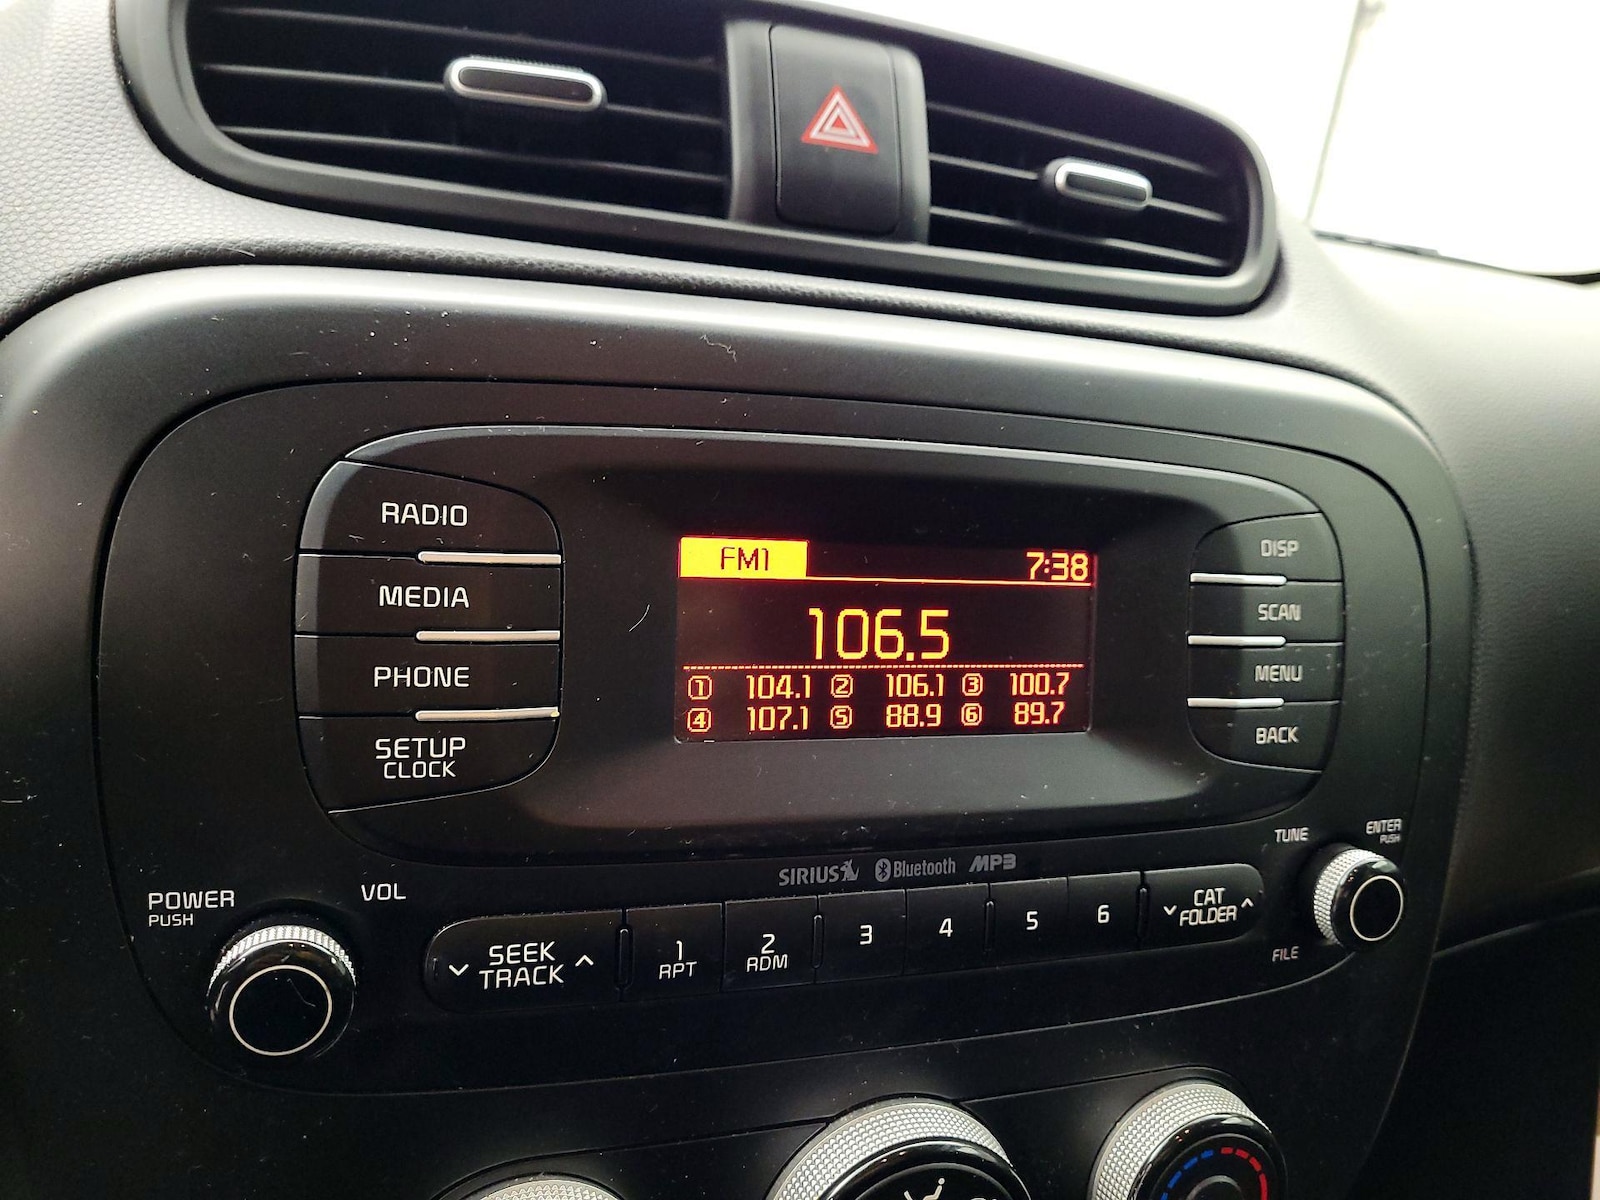 RADIO
MEDIA
PHONE
SETUP
CLOCK
FM1 7:38
106.5
1 104.1 2 106.1 3 100.7
4 107.1 5 88.9 6 89.7
DISP
SCAN
MENU
BACK
TUNE
ENTER
PUSH
SIRIUS Bluetooth MP3
POWER
PUSH
VOL
SEEK
TRACK
1
RPT
2
RDM
3
4
5
6
CAT
FOLDER
FILE